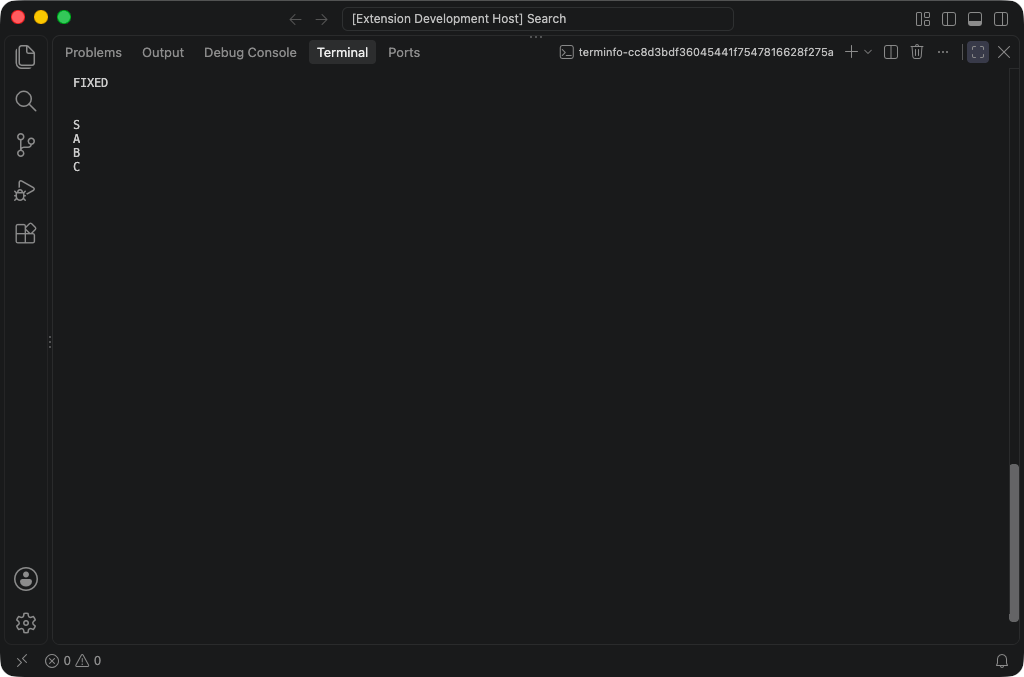 [Extension Development Host] Search
Problems Output Debug Console Terminal Ports terminfo-cc8d3bdf36045441f7547816628f275a
FIXED
S
A
B
C
0 0